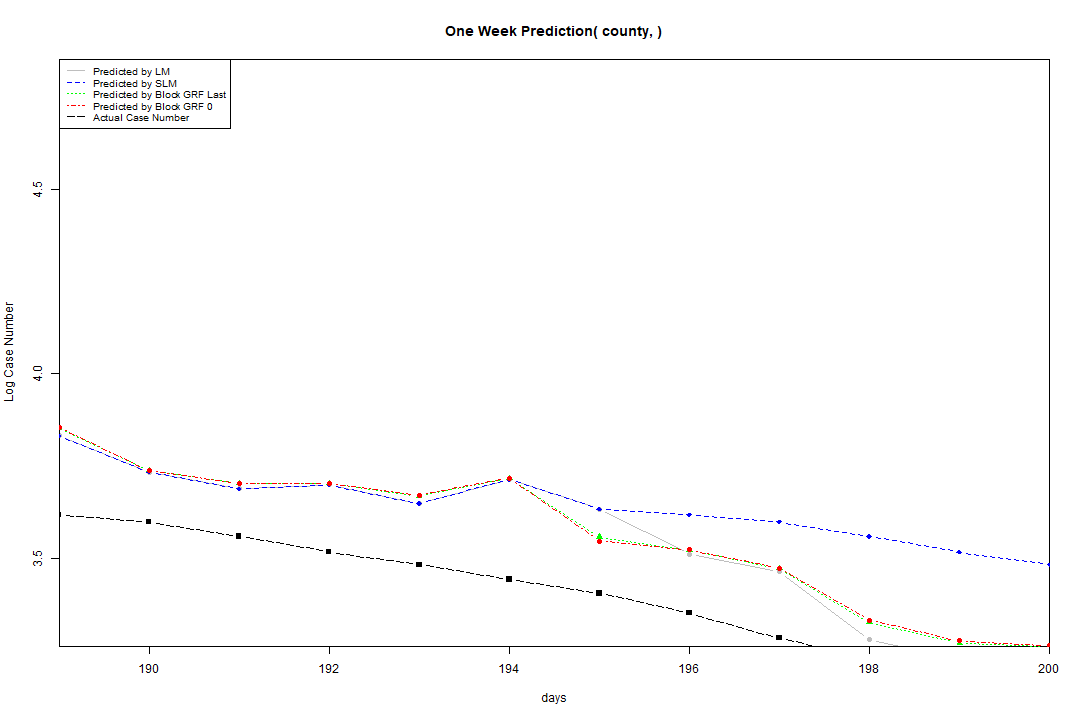 One Week Prediction( county, )
Predicted by LM
Predicted by SLM
Predicted by Block GRF Last
Predicted by Block GRF 0
Actual Case Number
4.5
4.0
3.5
Log Case Number
190 192 194 196 198 200
days